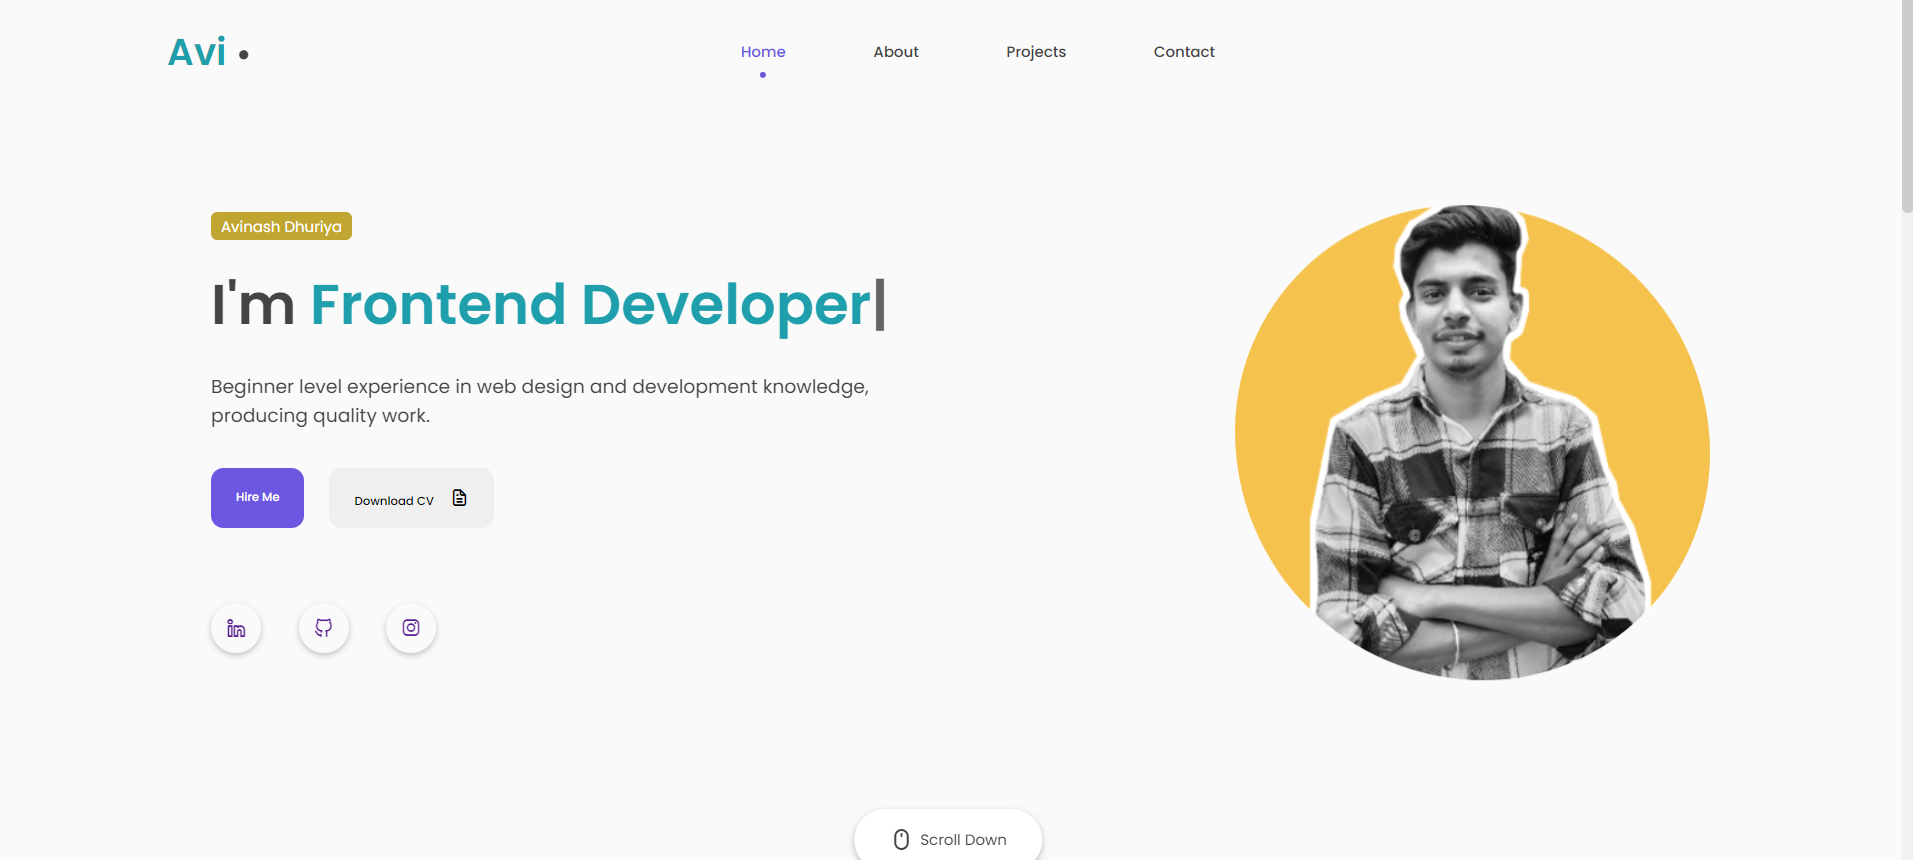 Avi
Home
About
Projects
Contact
Avinash Dhuriya
I'm Frontend Developer|
Beginner level experience in web design and development knowledge,
producing quality work.
Hire Me
Download CV
in
Scroll Down